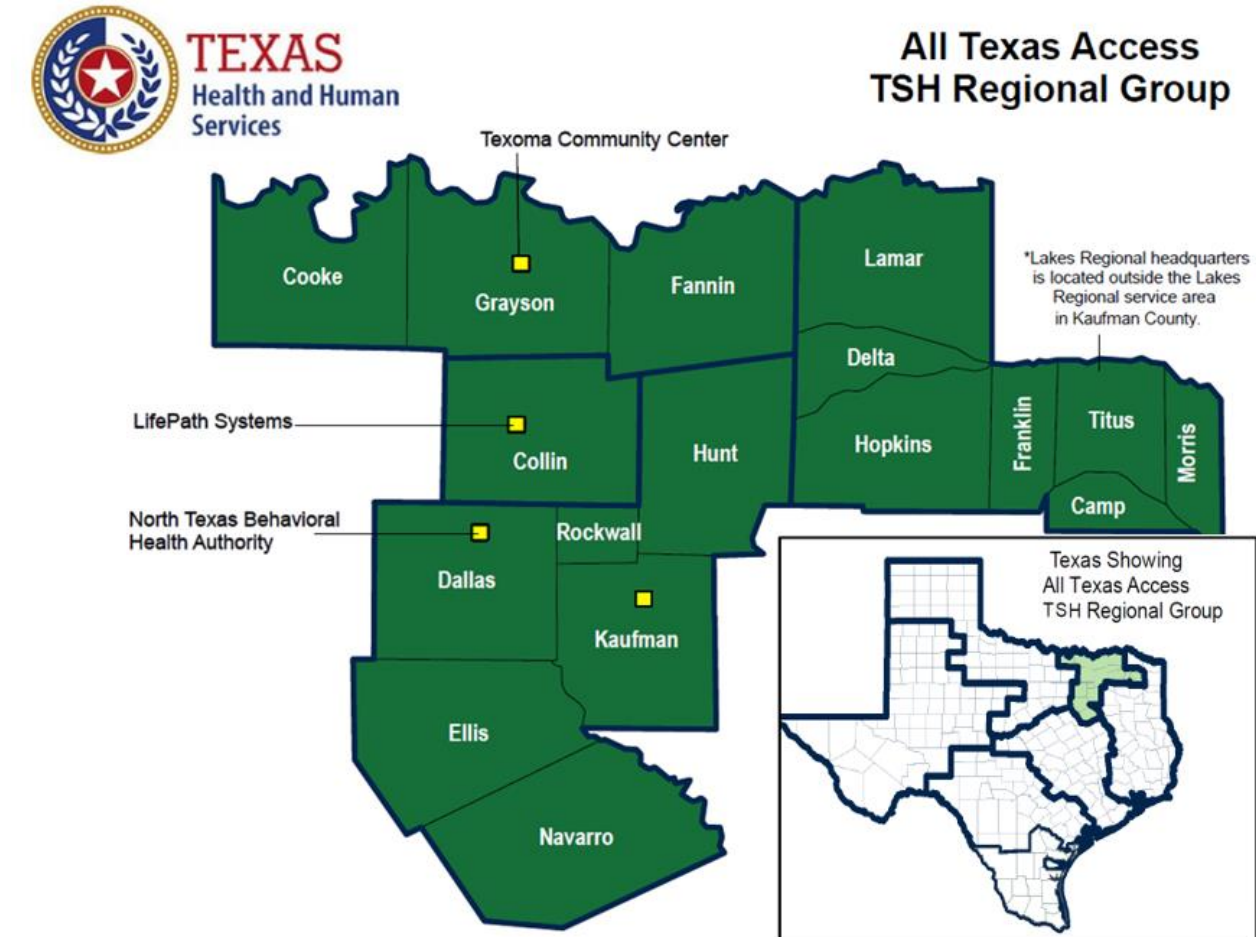 TEXAS
Health and Human
Services
All Texas Access
TSH Regional Group
Texoma Community Center
Cooke
Grayson
Fannin
Lamar
*Lakes Regional headquarters
is located outside the Lakes
Regional service area
in Kaufman County.
Delta
LifePath Systems
Collin
Hunt
Hopkins
Franklin
Titus
Morris
Camp
North Texas Behavioral
Health Authority
Rockwall
Dallas
Kaufman
Ellis
Navarro
Texas Showing
All Texas Access
TSH Regional Group